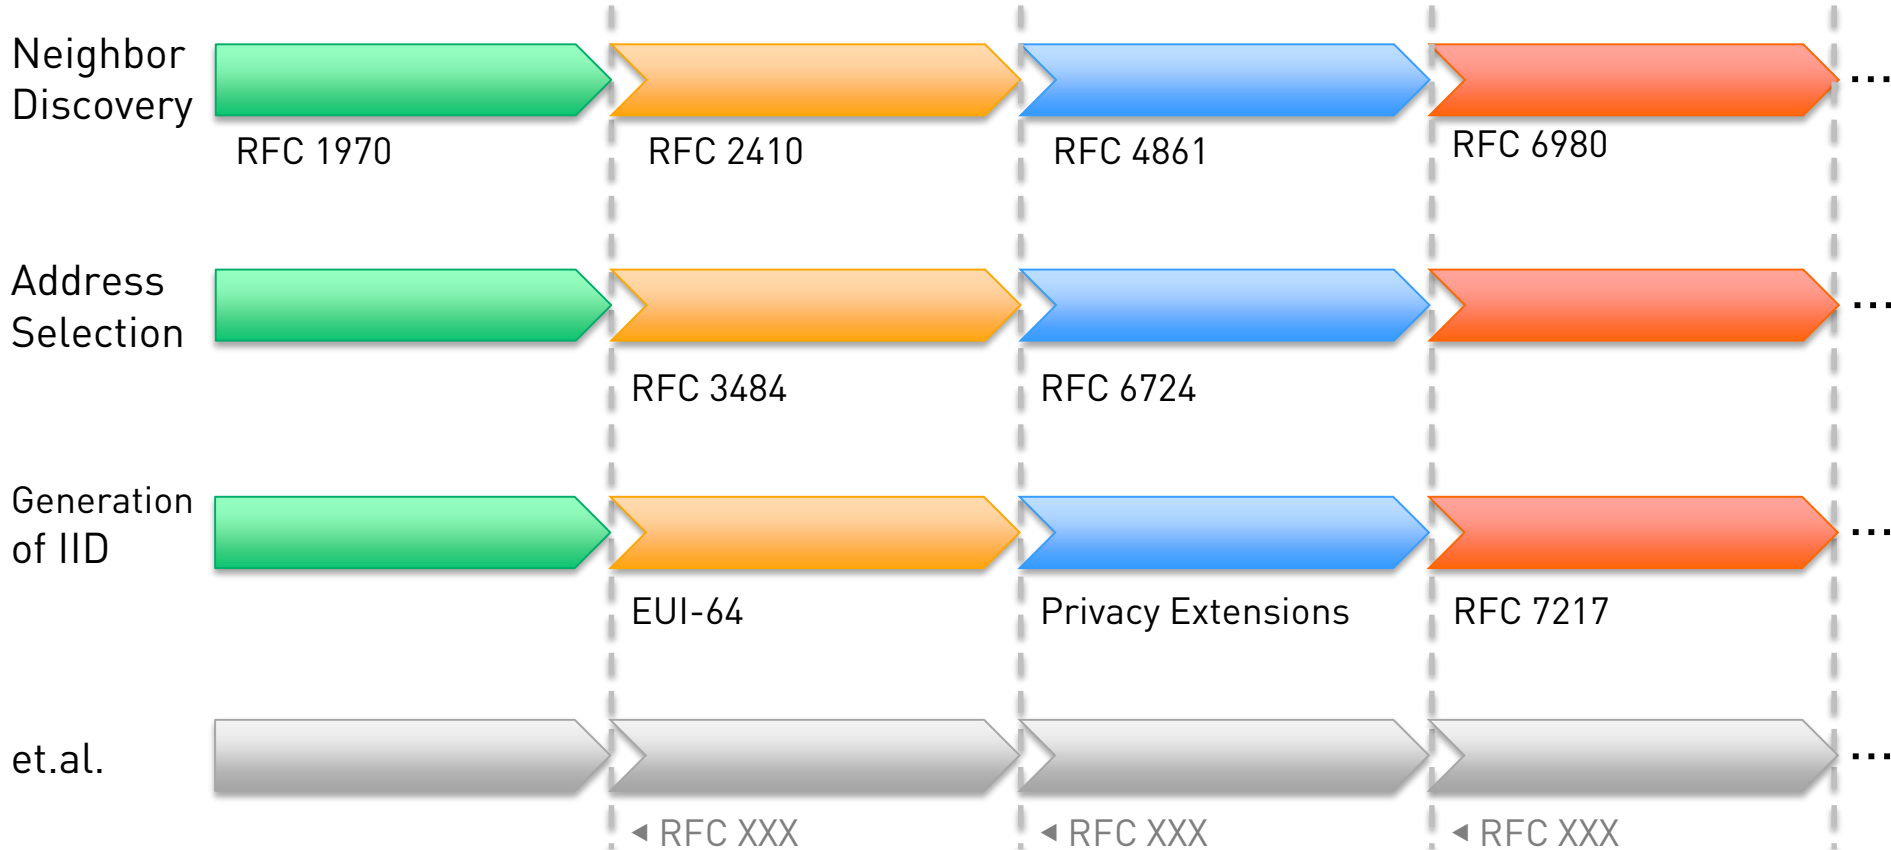 Neighbor
Discovery
...
RFC 1970
RFC 2410
RFC 4861
RFC 6980
Address
Selection
...
RFC 3484
RFC 6724
Generation
of IID
...
EUI-64
Privacy Extensions
RFC 7217
et.al.
...
◄ RFC XXX
◄ RFC XXX
◄ RFC XXX